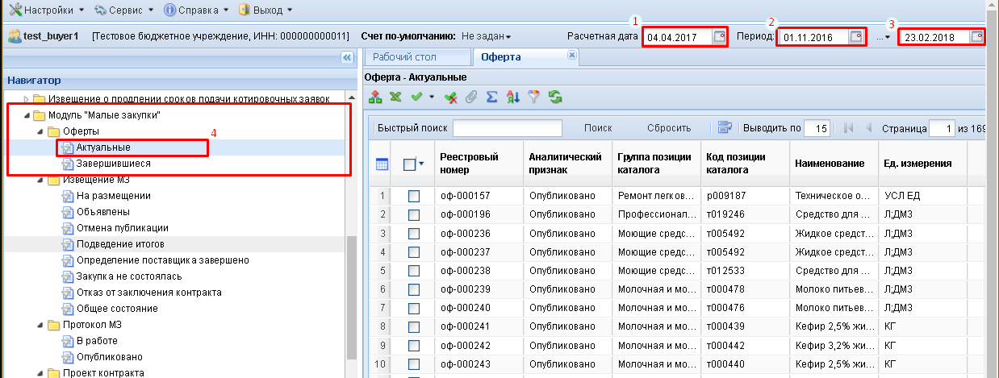 Настройки Сервис Справка Выход
1 2 3
test_buyer1 [Тестовое бюджетное учреждение, ИНН: 000000000011] Счет по-умолчанию: Не задан Расчетная дата 04.04.2017 Период: 01.11.2016 ... 23.02.2018
Рабочий стол Оферта
Навигатор
Оферта - Актуальные
Извещение о продлении сроков подачи котировочных заявок
Модуль "Малые закупки"
Оферты
4
Актуальные
Завершившиеся
Извещение МЗ
На размещении
Объявлены
Отмена публикации
Подведение итогов
Определение поставщика завершено
Закупка не состоялась
Отказ от заключения контракта
Общее состояние
Протокол МЗ
В работе
Опубликовано
Проект контракта
Быстрый поиск Поиск Сбросить Выводить по 15 Страница 1 из 169
Реестровый номер Аналитический признак Группа позиции каталога Код позиции каталога Наименование Ед. измерения
1 оф-000157 Опубликовано Ремонт легков... р009187 Техническое о... УСЛ ЕД
2 оф-000196 Опубликовано Профессионал... т019246 Средство для ... Л;ДМ3
3 оф-000236 Опубликовано Моющие средс... т005492 Жидкое средст... Л;ДМ3
4 оф-000237 Опубликовано Моющие средс... т005492 Жидкое средст... Л;ДМ3
5 оф-000238 Опубликовано Моющие средс... т012533 Средство для ... Л;ДМ3
6 оф-000239 Опубликовано Молочная и мо... т000478 Молоко питьев... Л;ДМ3
7 оф-000240 Опубликовано Молочная и мо... т000476 Молоко питьев... Л;ДМ3
8 оф-000241 Опубликовано Молочная и мо... т000439 Кефир 2,5% жи... КГ
9 оф-000242 Опубликовано Молочная и мо... т000442 Кефир 3,2% жи... КГ
10 оф-000243 Опубликовано Молочная и мо... т000440 Кефир 2,5% жи... КГ